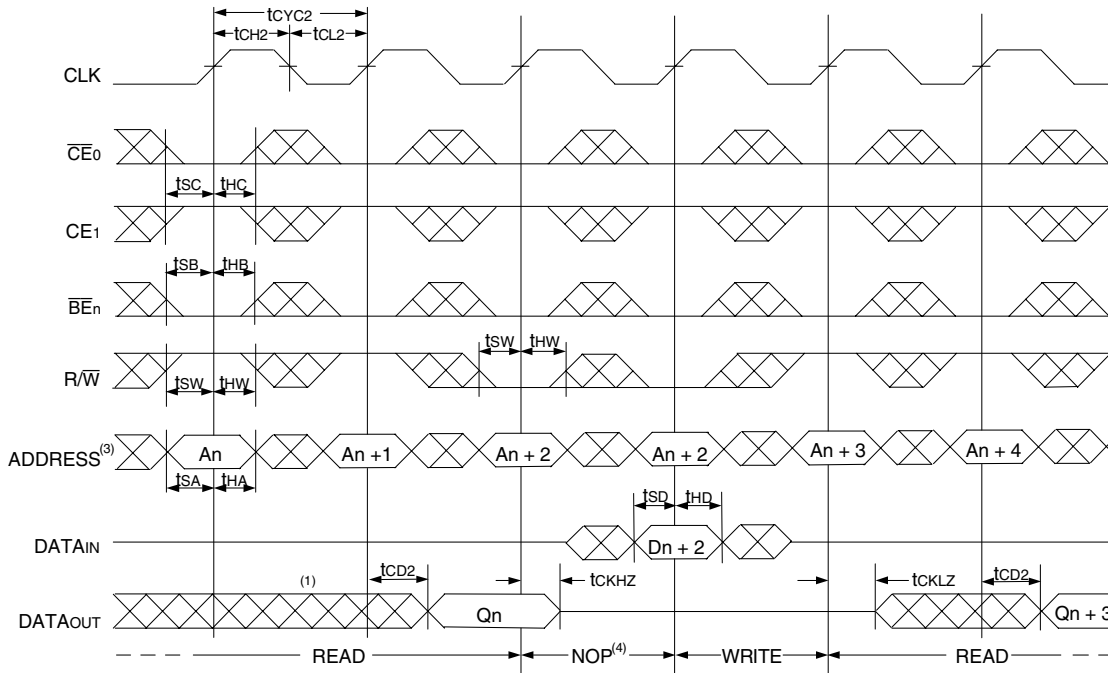 tCYC2
tCH2 tCL2
CLK
CE0
tSC tHC
CE1
tSB tHB
BEn
tSW tHW
R/W
tSW tHW
ADDRESS(3) An An +1 An + 2 An + 2 An + 3 An + 4
tSA tHA
tSD tHD
DATAIN Dn + 2
(1) tCD2 tCKHZ tCKLZ tCD2
DATAOUT Qn Qn + 3
READ NOP(4) WRITE READ